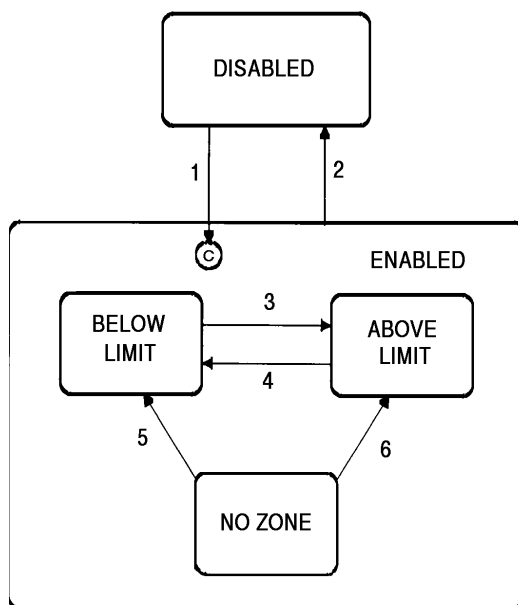 DISABLED
1
2
C
ENABLED
BELOW
LIMIT
3
ABOVE
LIMIT
4
5
6
NO ZONE